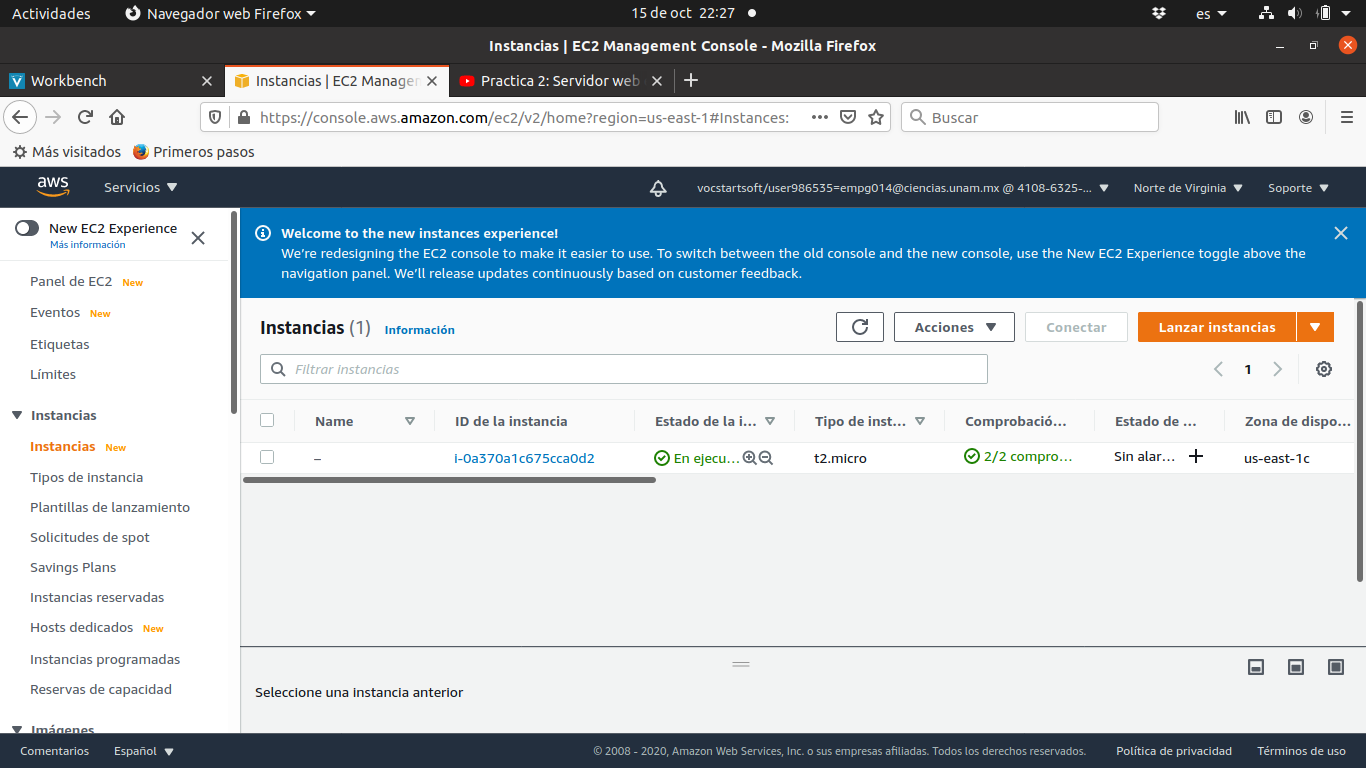 Actividades Navegador web Firefox 15 de oct 22:27 es
Instancias | EC2 Management Console - Mozilla Firefox
Workbench Instancias | EC2 Manager Practica 2: Servidor web
https://console.aws.amazon.com/ec2/v2/home?region=us-east-1#Instances: Buscar
Más visitados Primeros pasos
aws Servicios vocstartsoft/user986535=empg014@ciencias.unam.mx @ 4108-6325-... Norte de Virginia Soporte
New EC2 Experience
Más información
Welcome to the new instances experience!
We're redesigning the EC2 console to make it easier to use. To switch between the old console and the new console, use the New EC2 Experience toggle above the
navigation panel. We'll release updates continuously based on customer feedback.
Panel de EC2 New
Eventos New
Etiquetas
Límites
Instancias
Instancias New
Tipos de instancia
Plantillas de lanzamiento
Solicitudes de spot
Savings Plans
Instancias reservadas
Hosts dedicados New
Instancias programadas
Reservas de capacidad
Imágenes
Instancias (1) Información Acciones Conectar Lanzar instancias
Filtrar instancias 1
Name ID de la instancia Estado de la i... Tipo de inst... Comprobació... Estado de ... Zona de dispo...
– i-0a370a1c675cca0d2 En ejecu... t2.micro 2/2 compro... Sin alar... us-east-1c
Seleccione una instancia anterior
Comentarios Español © 2008 - 2020, Amazon Web Services, Inc. o sus empresas afiliadas. Todos los derechos reservados. Política de privacidad Términos de uso